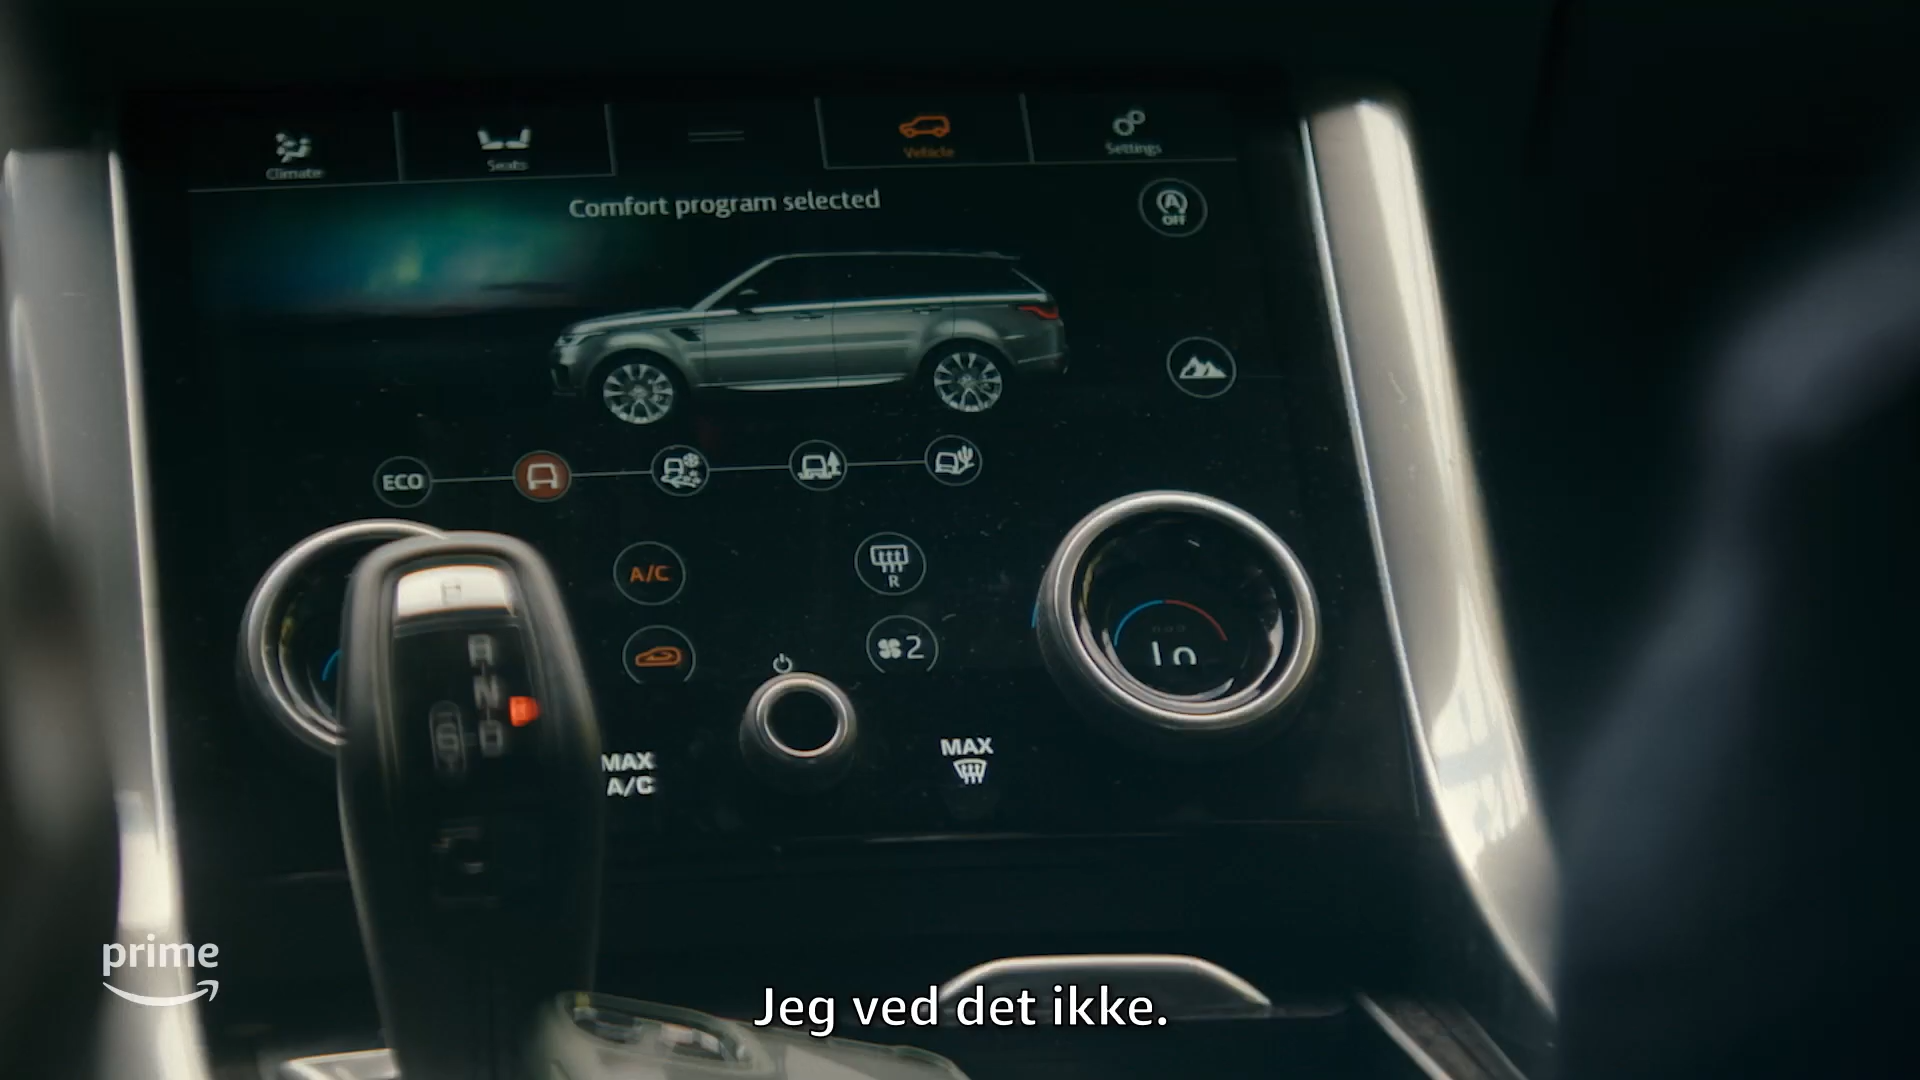 Climate
Seats
Vehicle
Settings
Comfort program selected
A
OFF
ECO
A/C
R
2
R
N
D
MAX
A/C
MAX
prime
Jeg ved det ikke.